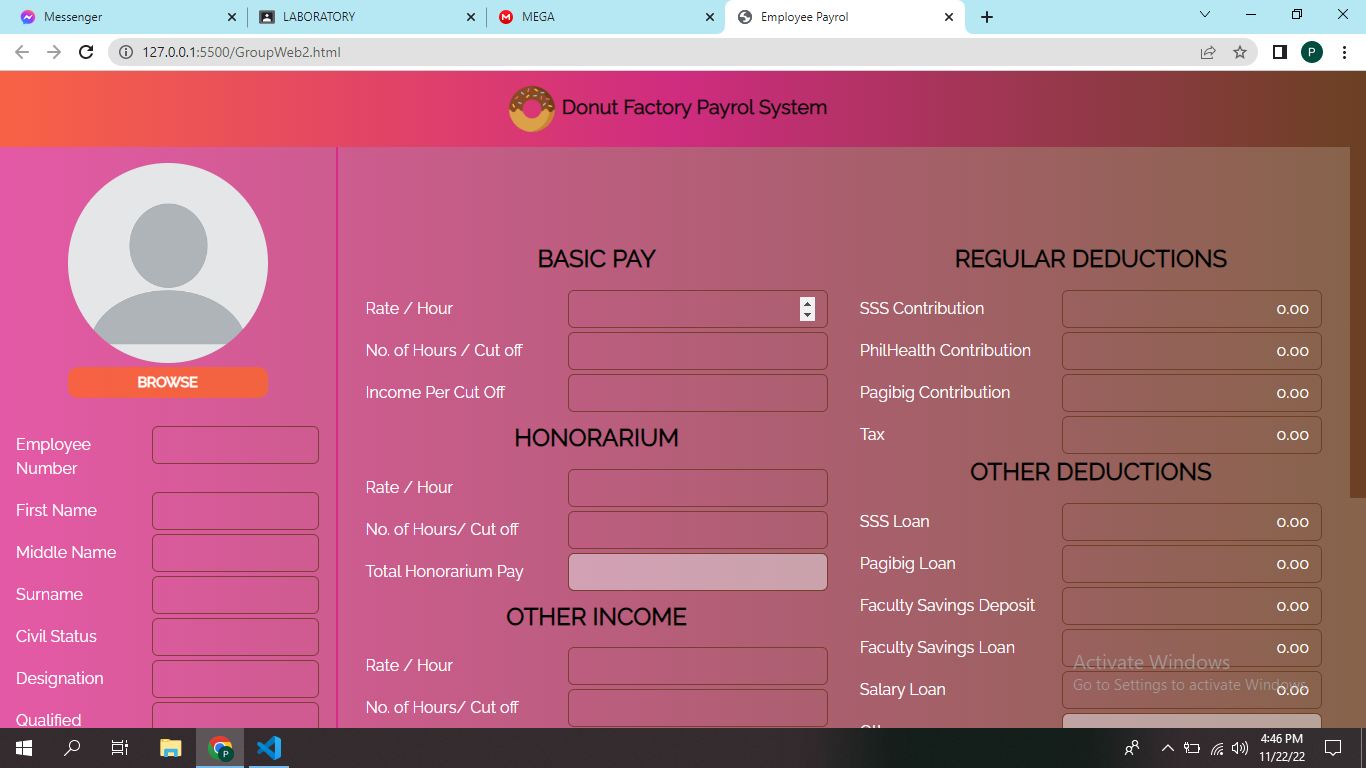 Messenger
LABORATORY
MEGA
Employee Payrol
127.0.0.1:5500/GroupWeb2.html
P
Donut Factory Payrol System
BROWSE
Employee Number
First Name
Middle Name
Surname
Civil Status
Designation
Qualified
BASIC PAY
Rate / Hour
No. of Hours / Cut off
Income Per Cut Off
HONORARIUM
Rate / Hour
No. of Hours/ Cut off
Total Honorarium Pay
OTHER INCOME
Rate / Hour
No. of Hours/ Cut off
REGULAR DEDUCTIONS
SSS Contribution 0.00
PhilHealth Contribution 0.00
Pagibig Contribution 0.00
Tax 0.00
OTHER DEDUCTIONS
SSS Loan 0.00
Pagibig Loan 0.00
Faculty Savings Deposit 0.00
Faculty Savings Loan 0.00
Salary Loan 0.00
Activate Windows
Go to Settings to activate Windows.
P
4:46 PM
11/22/22